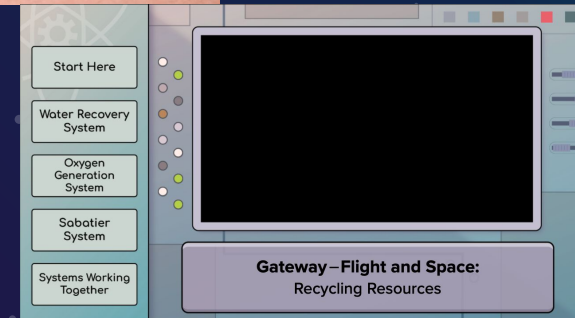 Start Here
Water Recovery
System
Oxygen
Generation
System
Sabatier
System
Systems Working
Together
Gateway–Flight and Space:
Recycling Resources